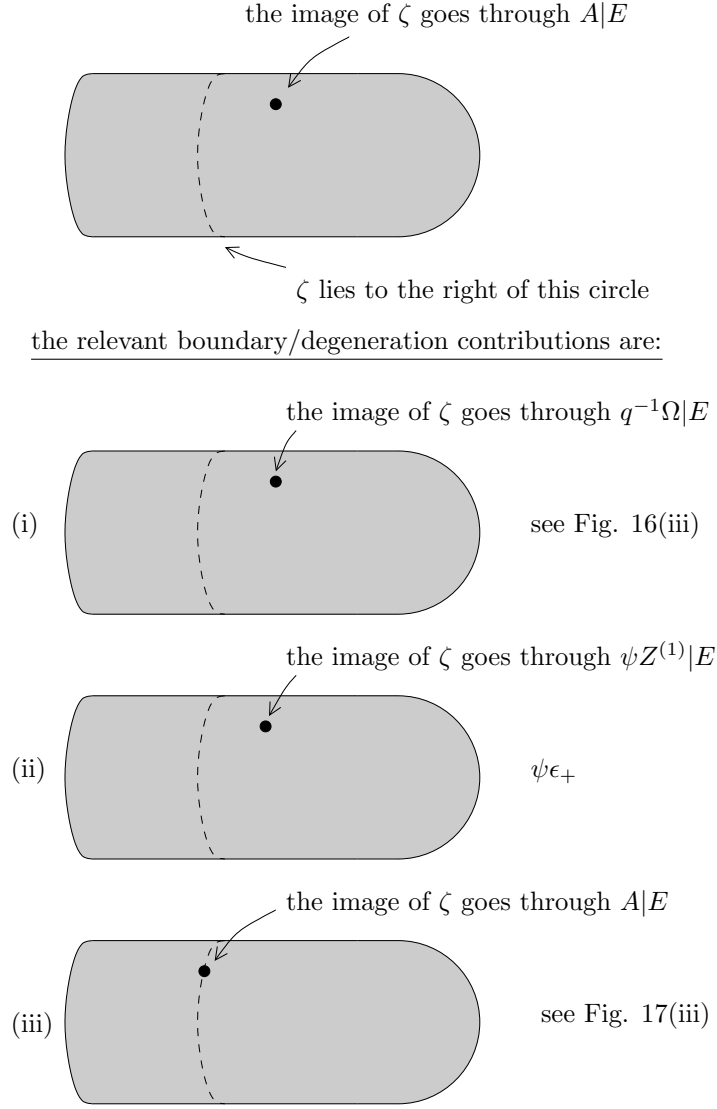 the image of ζ goes through A|E
ζ lies to the right of this circle
the relevant boundary/degeneration contributions are:
the image of ζ goes through q⁻¹Ω|E
(i)
see Fig. 16(iii)
the image of ζ goes through ψZ⁽¹⁾|E
(ii)
ψϵ₊
the image of ζ goes through A|E
(iii)
see Fig. 17(iii)